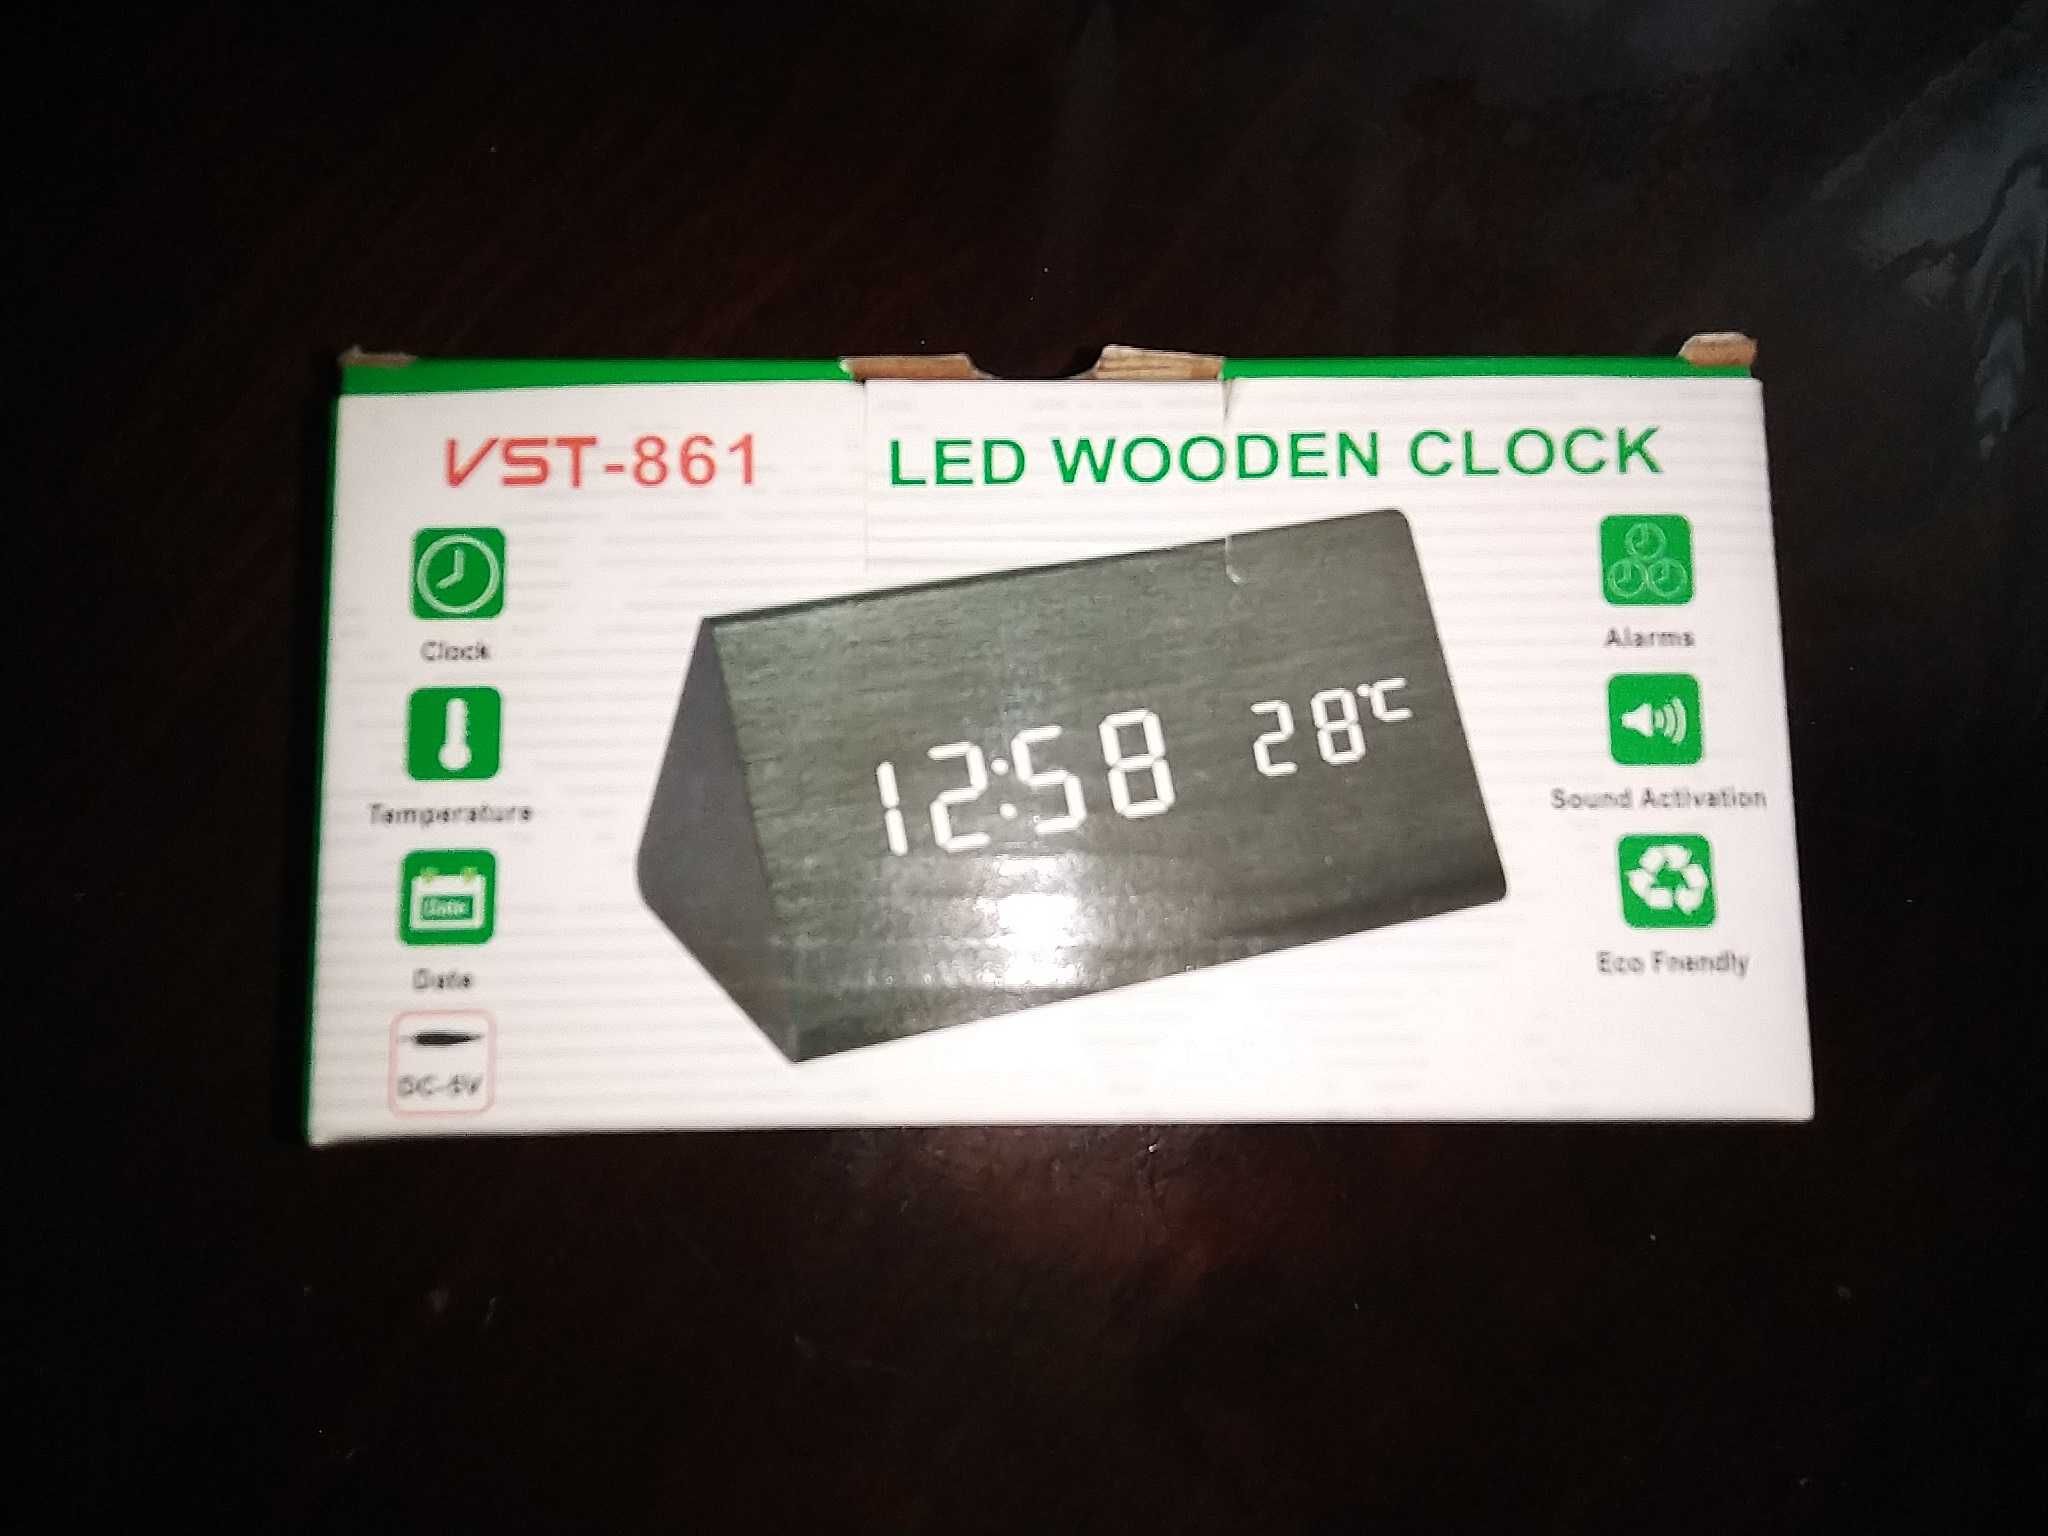 VST-861
LED WOODEN CLOCK
Clock
Temperature
Date
DC-5V
12:58 28°C
Alarms
Sound Activation
Eco Friendly